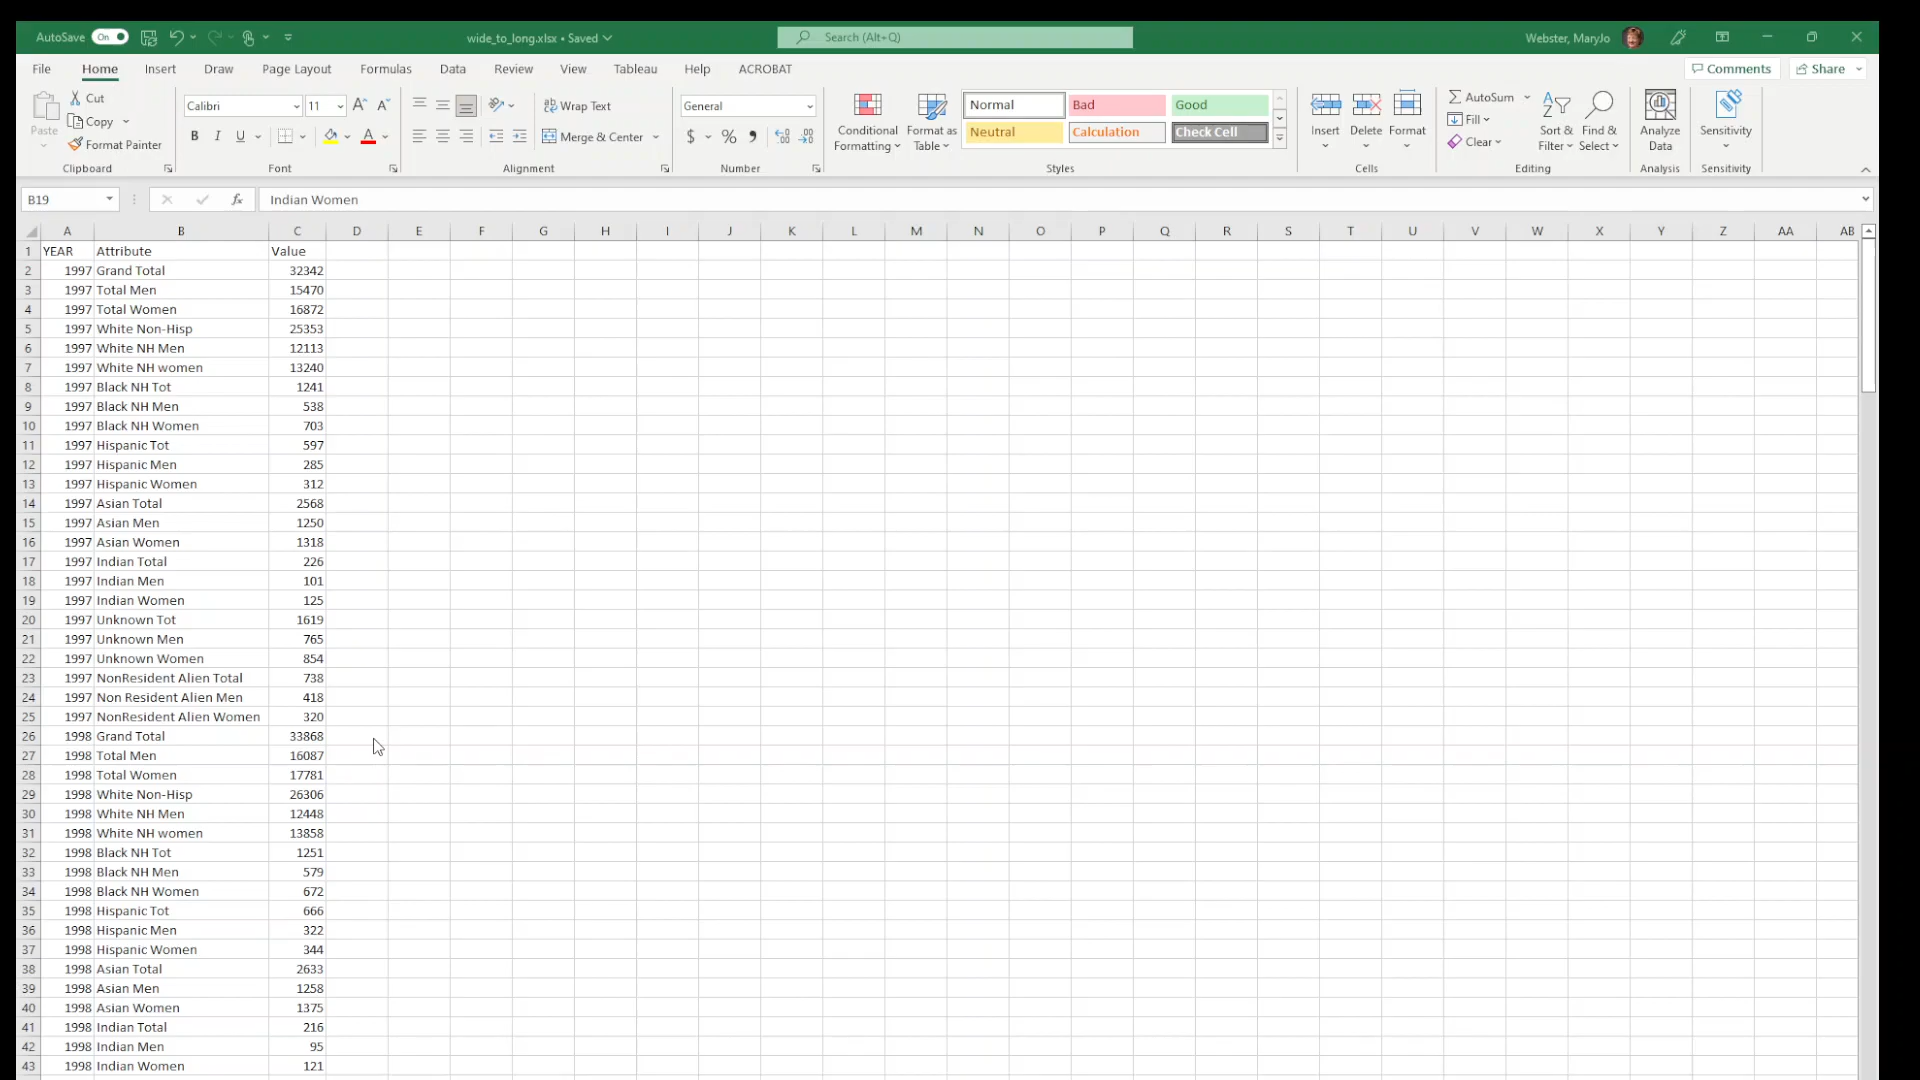 AutoSave On wide_to_long.xlsx • Saved Search (Alt+Q) Webster, MaryJo
File Home Insert Draw Page Layout Formulas Data Review View Tableau Help ACROBAT Comments Share
Paste Cut Copy Format Painter Clipboard
Calibri 11 B I U A Font
Wrap Text Merge & Center Alignment
General $ % Number
Conditional Formatting Format as Table Normal Bad Good Neutral Calculation Check Cell Styles
Insert Delete Format Cells
AutoSum Fill Clear Sort & Filter Find & Select Editing
Analyze Data Analysis
Sensitivity Sensitivity
B19 fx Indian Women
A B C D E F G H I J K L M N O P Q R S T U V W X Y Z AA AB
1 YEAR Attribute Value
2 1997 Grand Total 32342
3 1997 Total Men 15470
4 1997 Total Women 16872
5 1997 White Non-Hisp 25353
6 1997 White NH Men 12113
7 1997 White NH women 13240
8 1997 Black NH Tot 1241
9 1997 Black NH Men 538
10 1997 Black NH Women 703
11 1997 Hispanic Tot 597
12 1997 Hispanic Men 285
13 1997 Hispanic Women 312
14 1997 Asian Total 2568
15 1997 Asian Men 1250
16 1997 Asian Women 1318
17 1997 Indian Total 226
18 1997 Indian Men 101
19 1997 Indian Women 125
20 1997 Unknown Tot 1619
21 1997 Unknown Men 765
22 1997 Unknown Women 854
23 1997 NonResident Alien Total 738
24 1997 Non Resident Alien Men 418
25 1997 NonResident Alien Women 320
26 1998 Grand Total 33868
27 1998 Total Men 16087
28 1998 Total Women 17781
29 1998 White Non-Hisp 26306
30 1998 White NH Men 12448
31 1998 White NH women 13858
32 1998 Black NH Tot 1251
33 1998 Black NH Men 579
34 1998 Black NH Women 672
35 1998 Hispanic Tot 666
36 1998 Hispanic Men 322
37 1998 Hispanic Women 344
38 1998 Asian Total 2633
39 1998 Asian Men 1258
40 1998 Asian Women 1375
41 1998 Indian Total 216
42 1998 Indian Men 95
43 1998 Indian Women 121